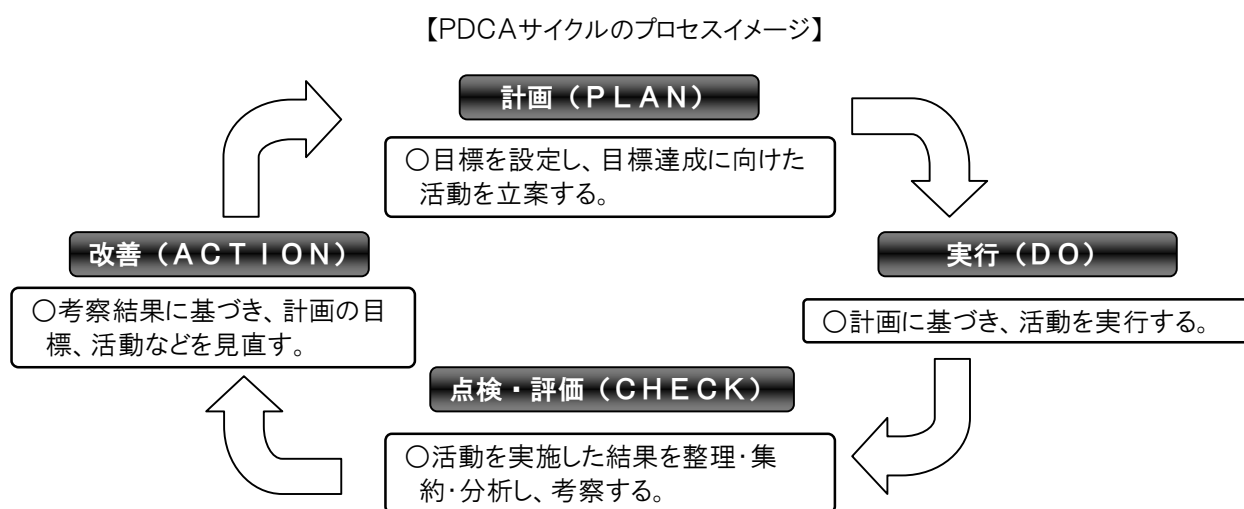 【PDCAサイクルのプロセスイメージ】
計画（ＰＬＡＮ）
○目標を設定し、目標達成に向けた
活動を立案する。
改善（ＡＣＴＩＯＮ）
○考察結果に基づき、計画の目
標、活動などを見直す。
実行（ＤＯ）
○計画に基づき、活動を実行する。
点検・評価（ＣＨＥＣＫ）
○活動を実施した結果を整理・集
約・分析し、考察する。